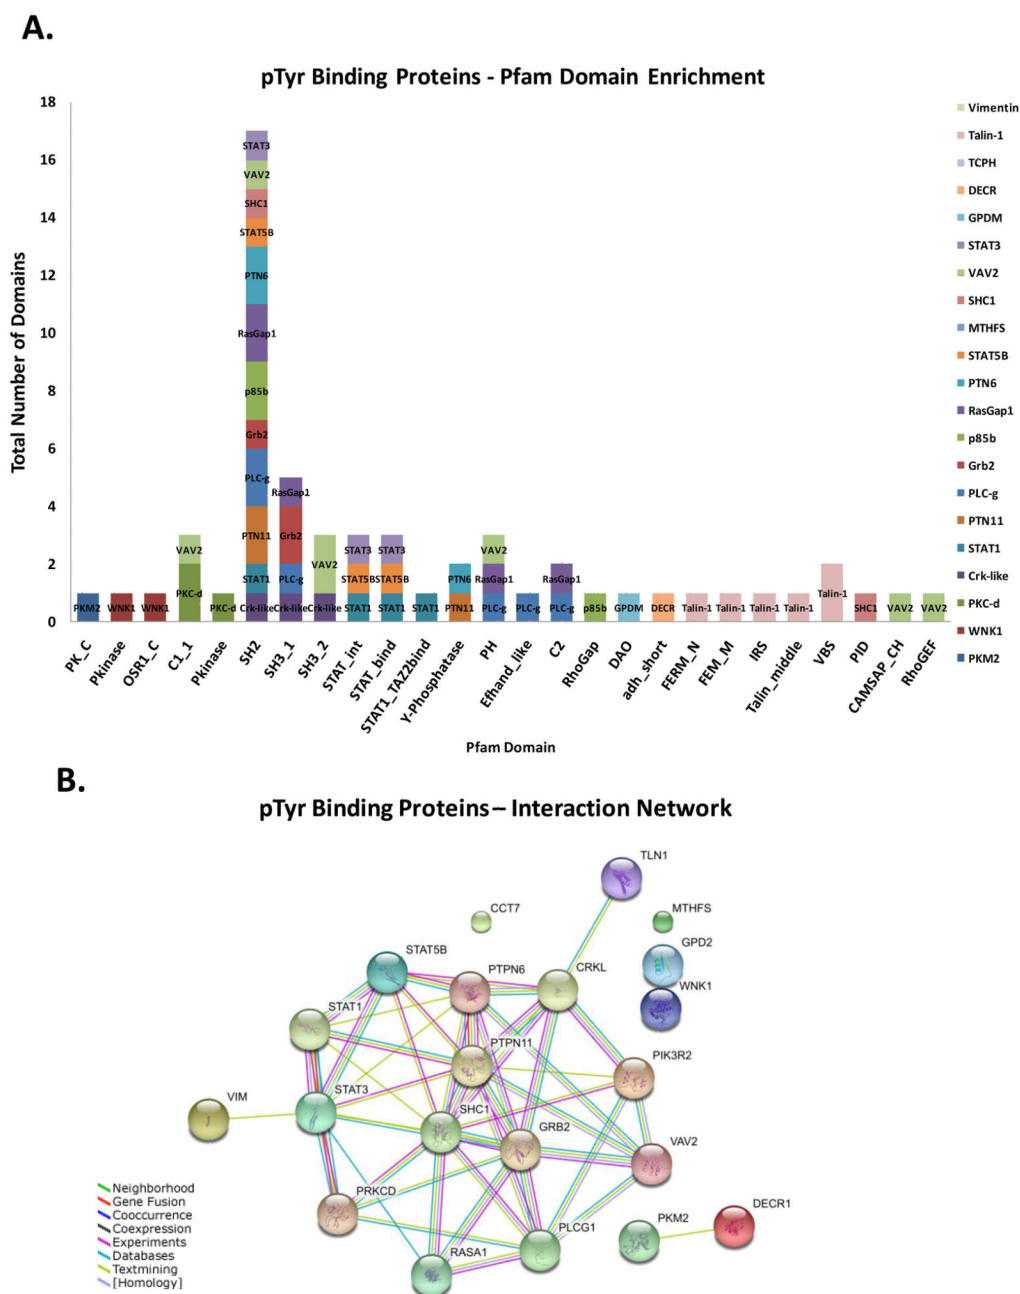 A.
pTyr Binding Proteins - Pfam Domain Enrichment
Total Number of Domains
18
16
14
12
10
8
6
4
2
0
PKM2
WNK1
WNK1
VAV2
PKC-d
PKC-d
STAT3
VAV2
SHC1
STAT5B
PTN6
RasGap1
p85b
Grb2
PLC-g
PTN11
STAT1
Crk-like
RasGap1
Grb2
PLC-g
Crk-like
VAV2
Crk-like
STAT3
STAT5B
STAT1
STAT3
STAT5B
STAT1
STAT1
PTN6
PTN11
VAV2
RasGap1
PLC-g
PLC-g
RasGap1
PLC-g
p85b
GPDM
DECR
Talin-1
Talin-1
Talin-1
Talin-1
Talin-1
SHC1
VAV2
VAV2
PK_C
Pkinase
OSR1_C
C1_1
Pkinase
SH2
SH3_1
SH3_2
STAT_int
STAT_bind
STAT1_TAZ2bind
Y-Phosphatase
PH
Efhand_like
C2
RhoGap
DAO
adh_short
FERM_N
FEM_M
IRS
Talin_middle
VBS
PID
CAMSAP_CH
RhoGEF
Pfam Domain
Vimentin
Talin-1
TCPH
DECR
GPDM
STAT3
VAV2
SHC1
MTHFS
STAT5B
PTN6
RasGap1
p85b
Grb2
PLC-g
PTN11
STAT1
Crk-like
PKC-d
WNK1
PKM2
B.
pTyr Binding Proteins – Interaction Network
TLN1
CCT7
MTHFS
STAT5B
PTPN6
CRKL
GPD2
WNK1
STAT1
PTPN11
PIK3R2
STAT3
VIM
SHC1
GRB2
VAV2
PRKCD
PLCG1
PKM2
DECR1
RASA1
Neighborhood
Gene Fusion
Cooccurrence
Coexpression
Experiments
Databases
Textmining
[Homology]